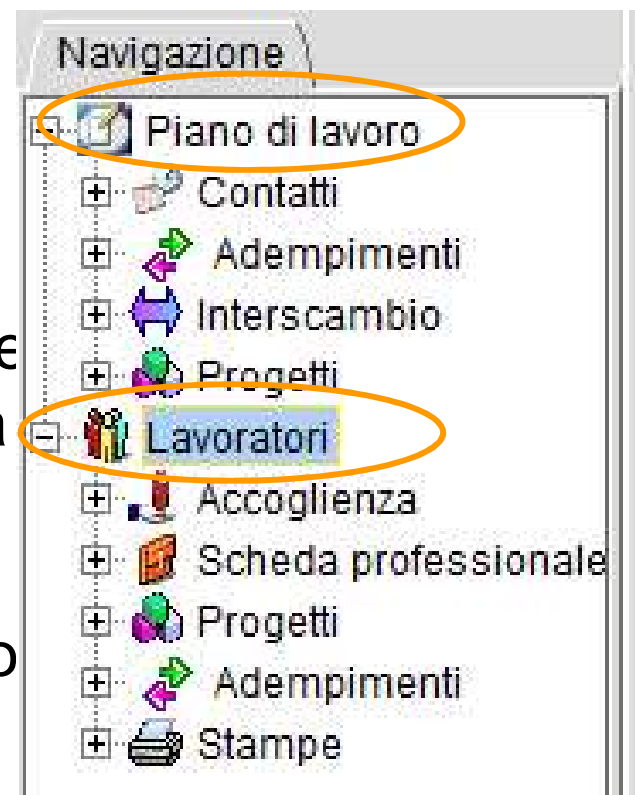 Navigazione
Piano di lavoro
Contatti
Adempimenti
Interscambio
e
Progetti
a
Lavoratori
Accoglienza
Scheda professionale
Progetti
o
Adempimenti
Stampe